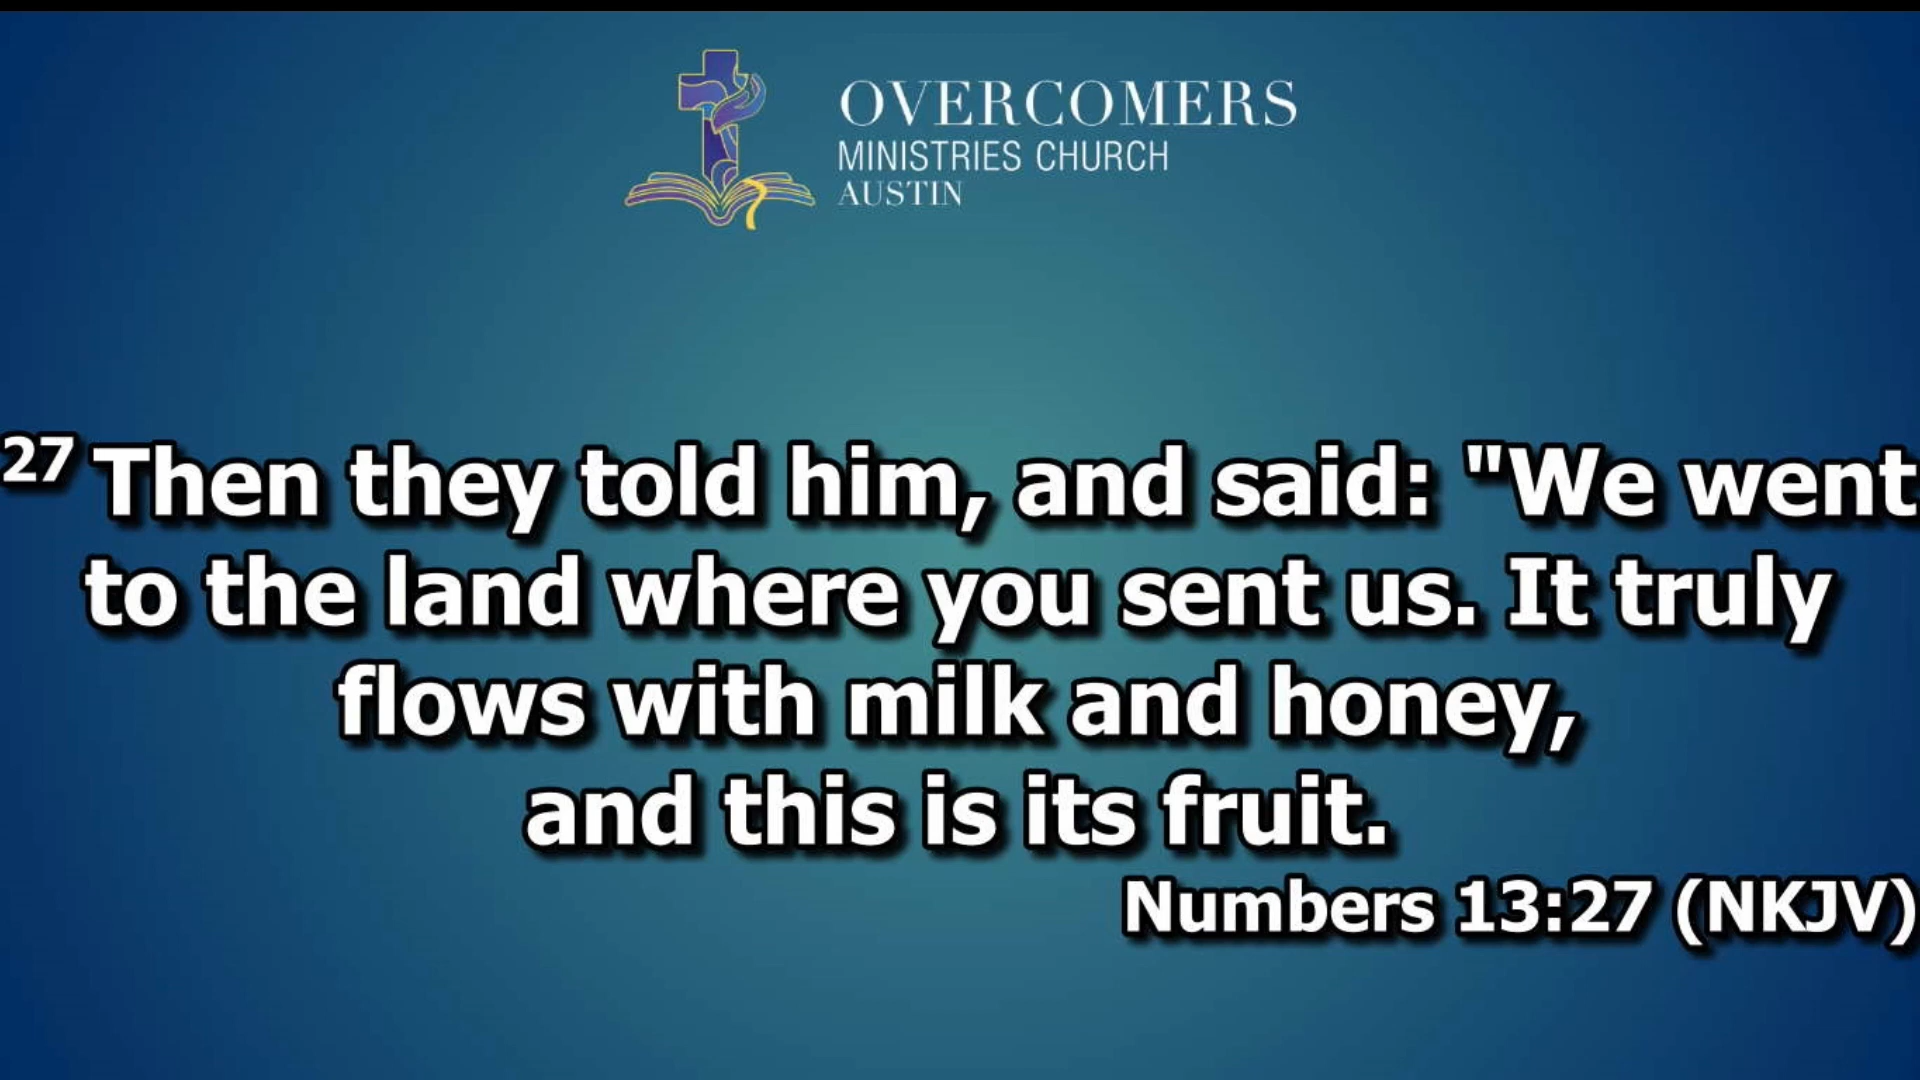 OVERCOMERS
MINISTRIES CHURCH
AUSTIN
27 Then they told him, and said: "We went
to the land where you sent us. It truly
flows with milk and honey,
and this is its fruit.
Numbers 13:27 (NKJV)